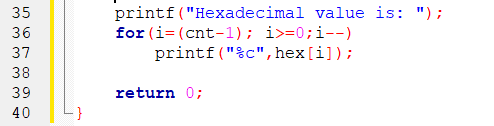 35 printf("Hexadecimal value is: ");
36 for(i=(cnt-1); i>=0;i--)
37 printf("%c",hex[i]);
38
39 return 0;
40 }